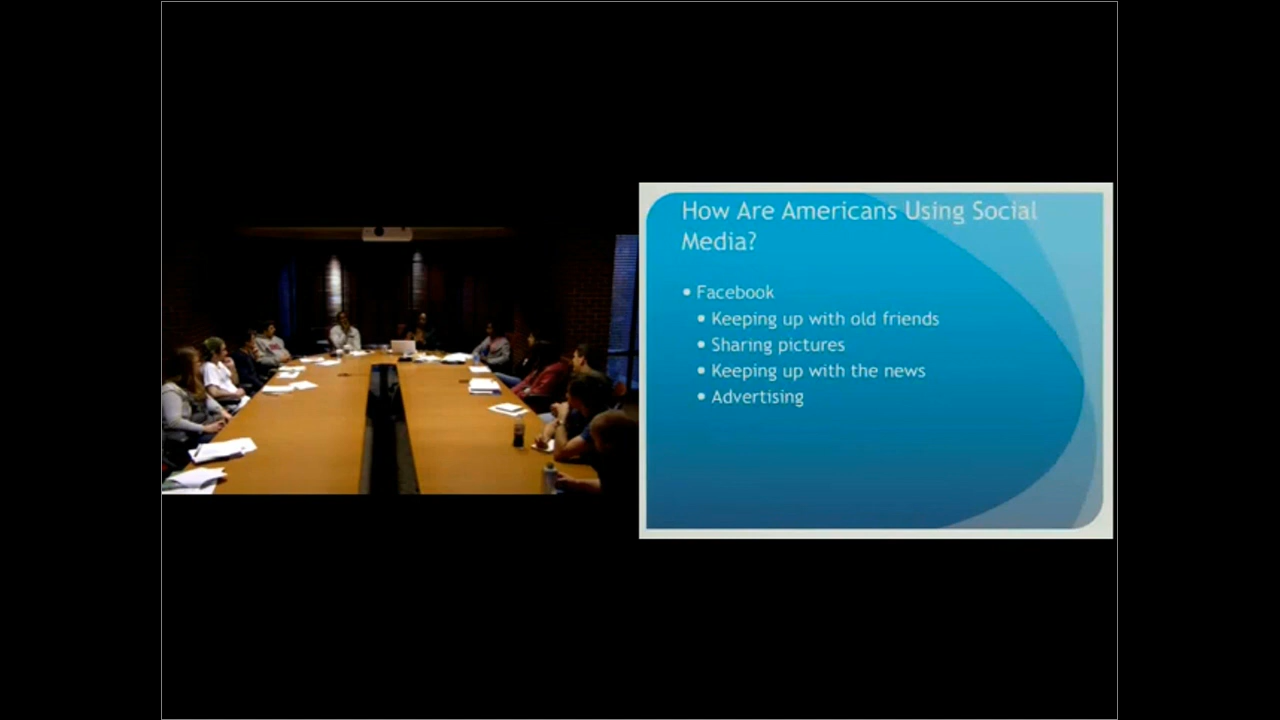 How Are Americans Using Social
Media?
• Facebook
• Keeping up with old friends
• Sharing pictures
• Keeping up with the news
• Advertising